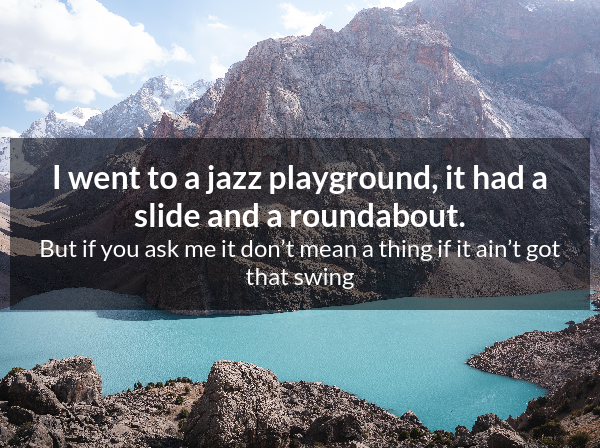 I went to a jazz playground, it had a
slide and a roundabout.
But if you ask me it don’t mean a thing if it ain’t got
that swing